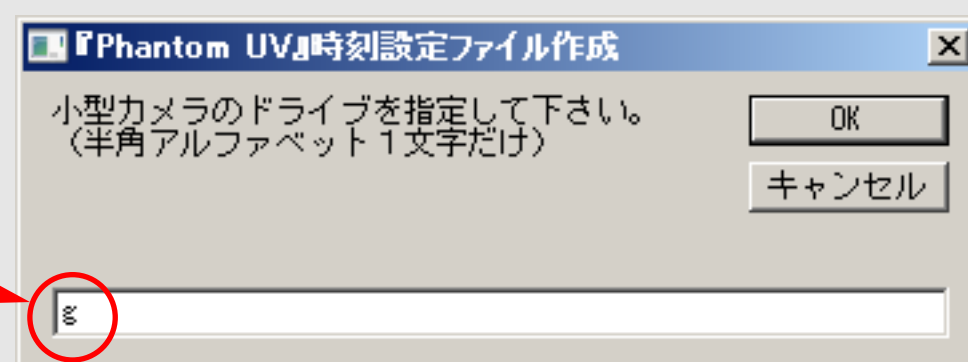 『Phantom UV』時刻設定ファイル作成
小型カメラのドライブを指定して下さい。
（半角アルファベット１文字だけ）
OK
キャンセル
g